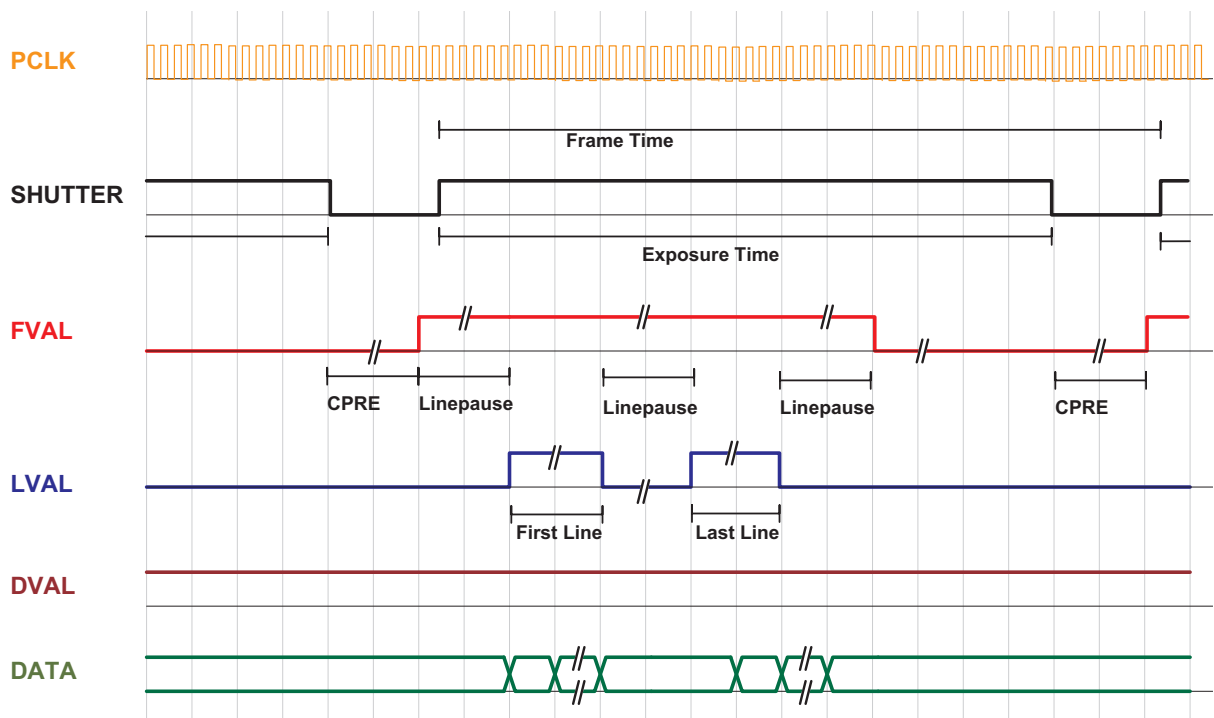 PCLK
Frame Time
SHUTTER
Exposure Time
FVAL
CPRE
Linepause
Linepause
Linepause
CPRE
LVAL
First Line
Last Line
DVAL
DATA